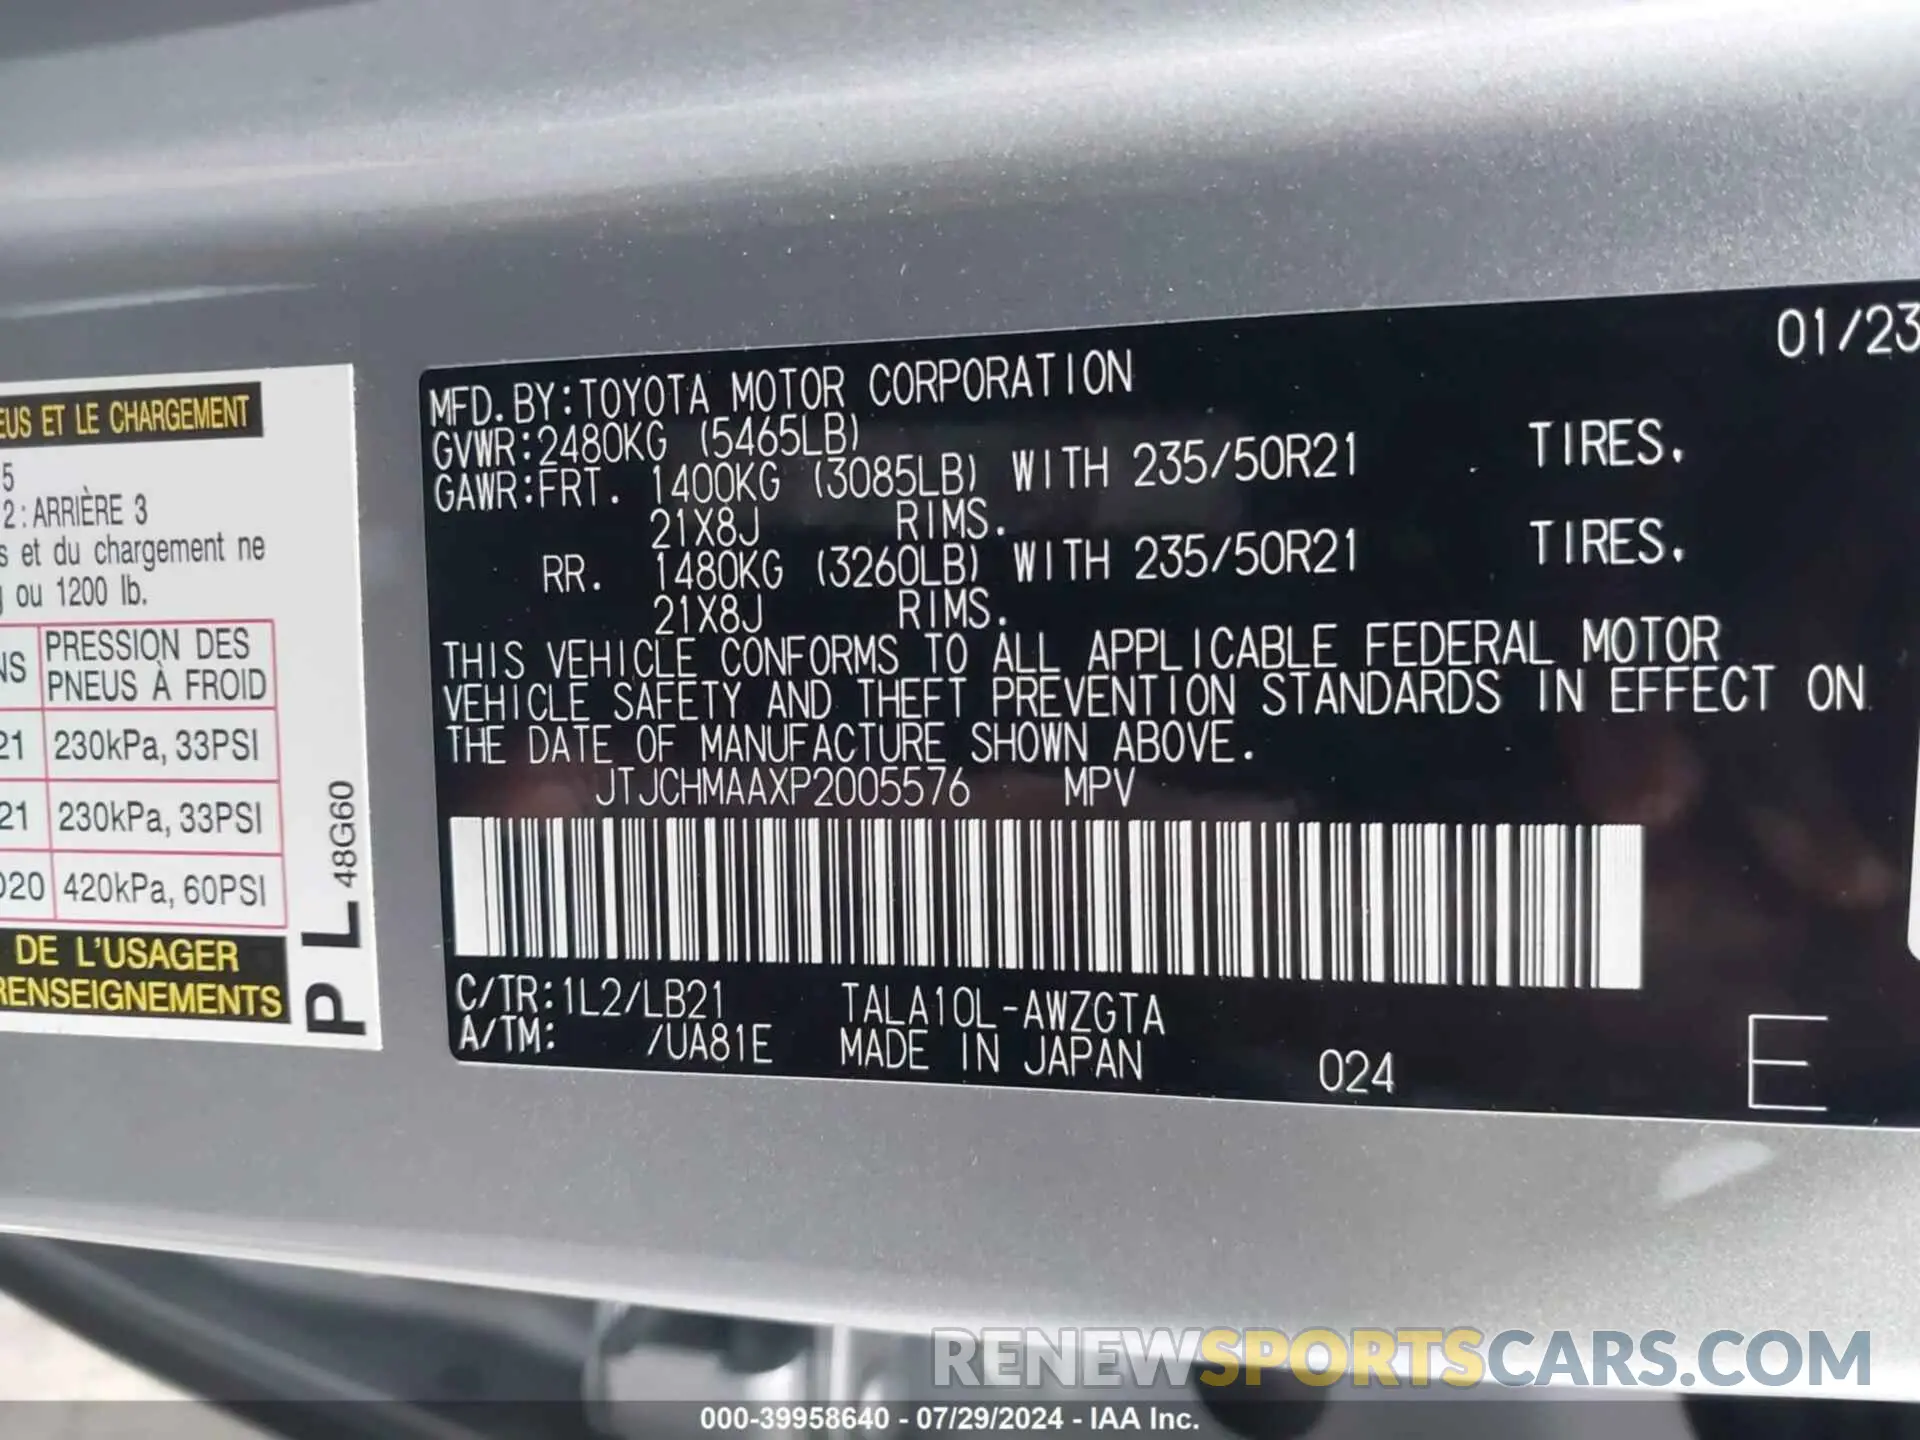 EUS ET LE CHARGEMENT
5
2 : ARRIÈRE 3
s et du chargement ne
ou 1200 lb.
NS PRESSION DES
PNEUS À FROID
21 230kPa, 33PSI
21 230kPa, 33PSI
D20 420kPa, 60PSI
DE L'USAGER
RENSEIGNEMENTS
PL 48G60
01/23
MFD. BY: TOYOTA MOTOR CORPORATION
GVWR: 2480KG (5465LB)
GAWR: FRT. 1400KG (3085LB) WITH 235/50R21 TIRES.
21X8J RIMS.
RR. 1480KG (3260LB) WITH 235/50R21 TIRES.
21X8J RIMS.
THIS VEHICLE CONFORMS TO ALL APPLICABLE FEDERAL MOTOR
VEHICLE SAFETY AND THEFT PREVENTION STANDARDS IN EFFECT ON
THE DATE OF MANUFACTURE SHOWN ABOVE.
JTJCHMAAXP2005576 MPV
C/TR: 1L2/LB21 TALA10L-AWZGTA
A/TM: /UA81E MADE IN JAPAN 024 E
RENEWSPORTSCARS.COM
000-39958640 - 07/29/2024 - IAA Inc.